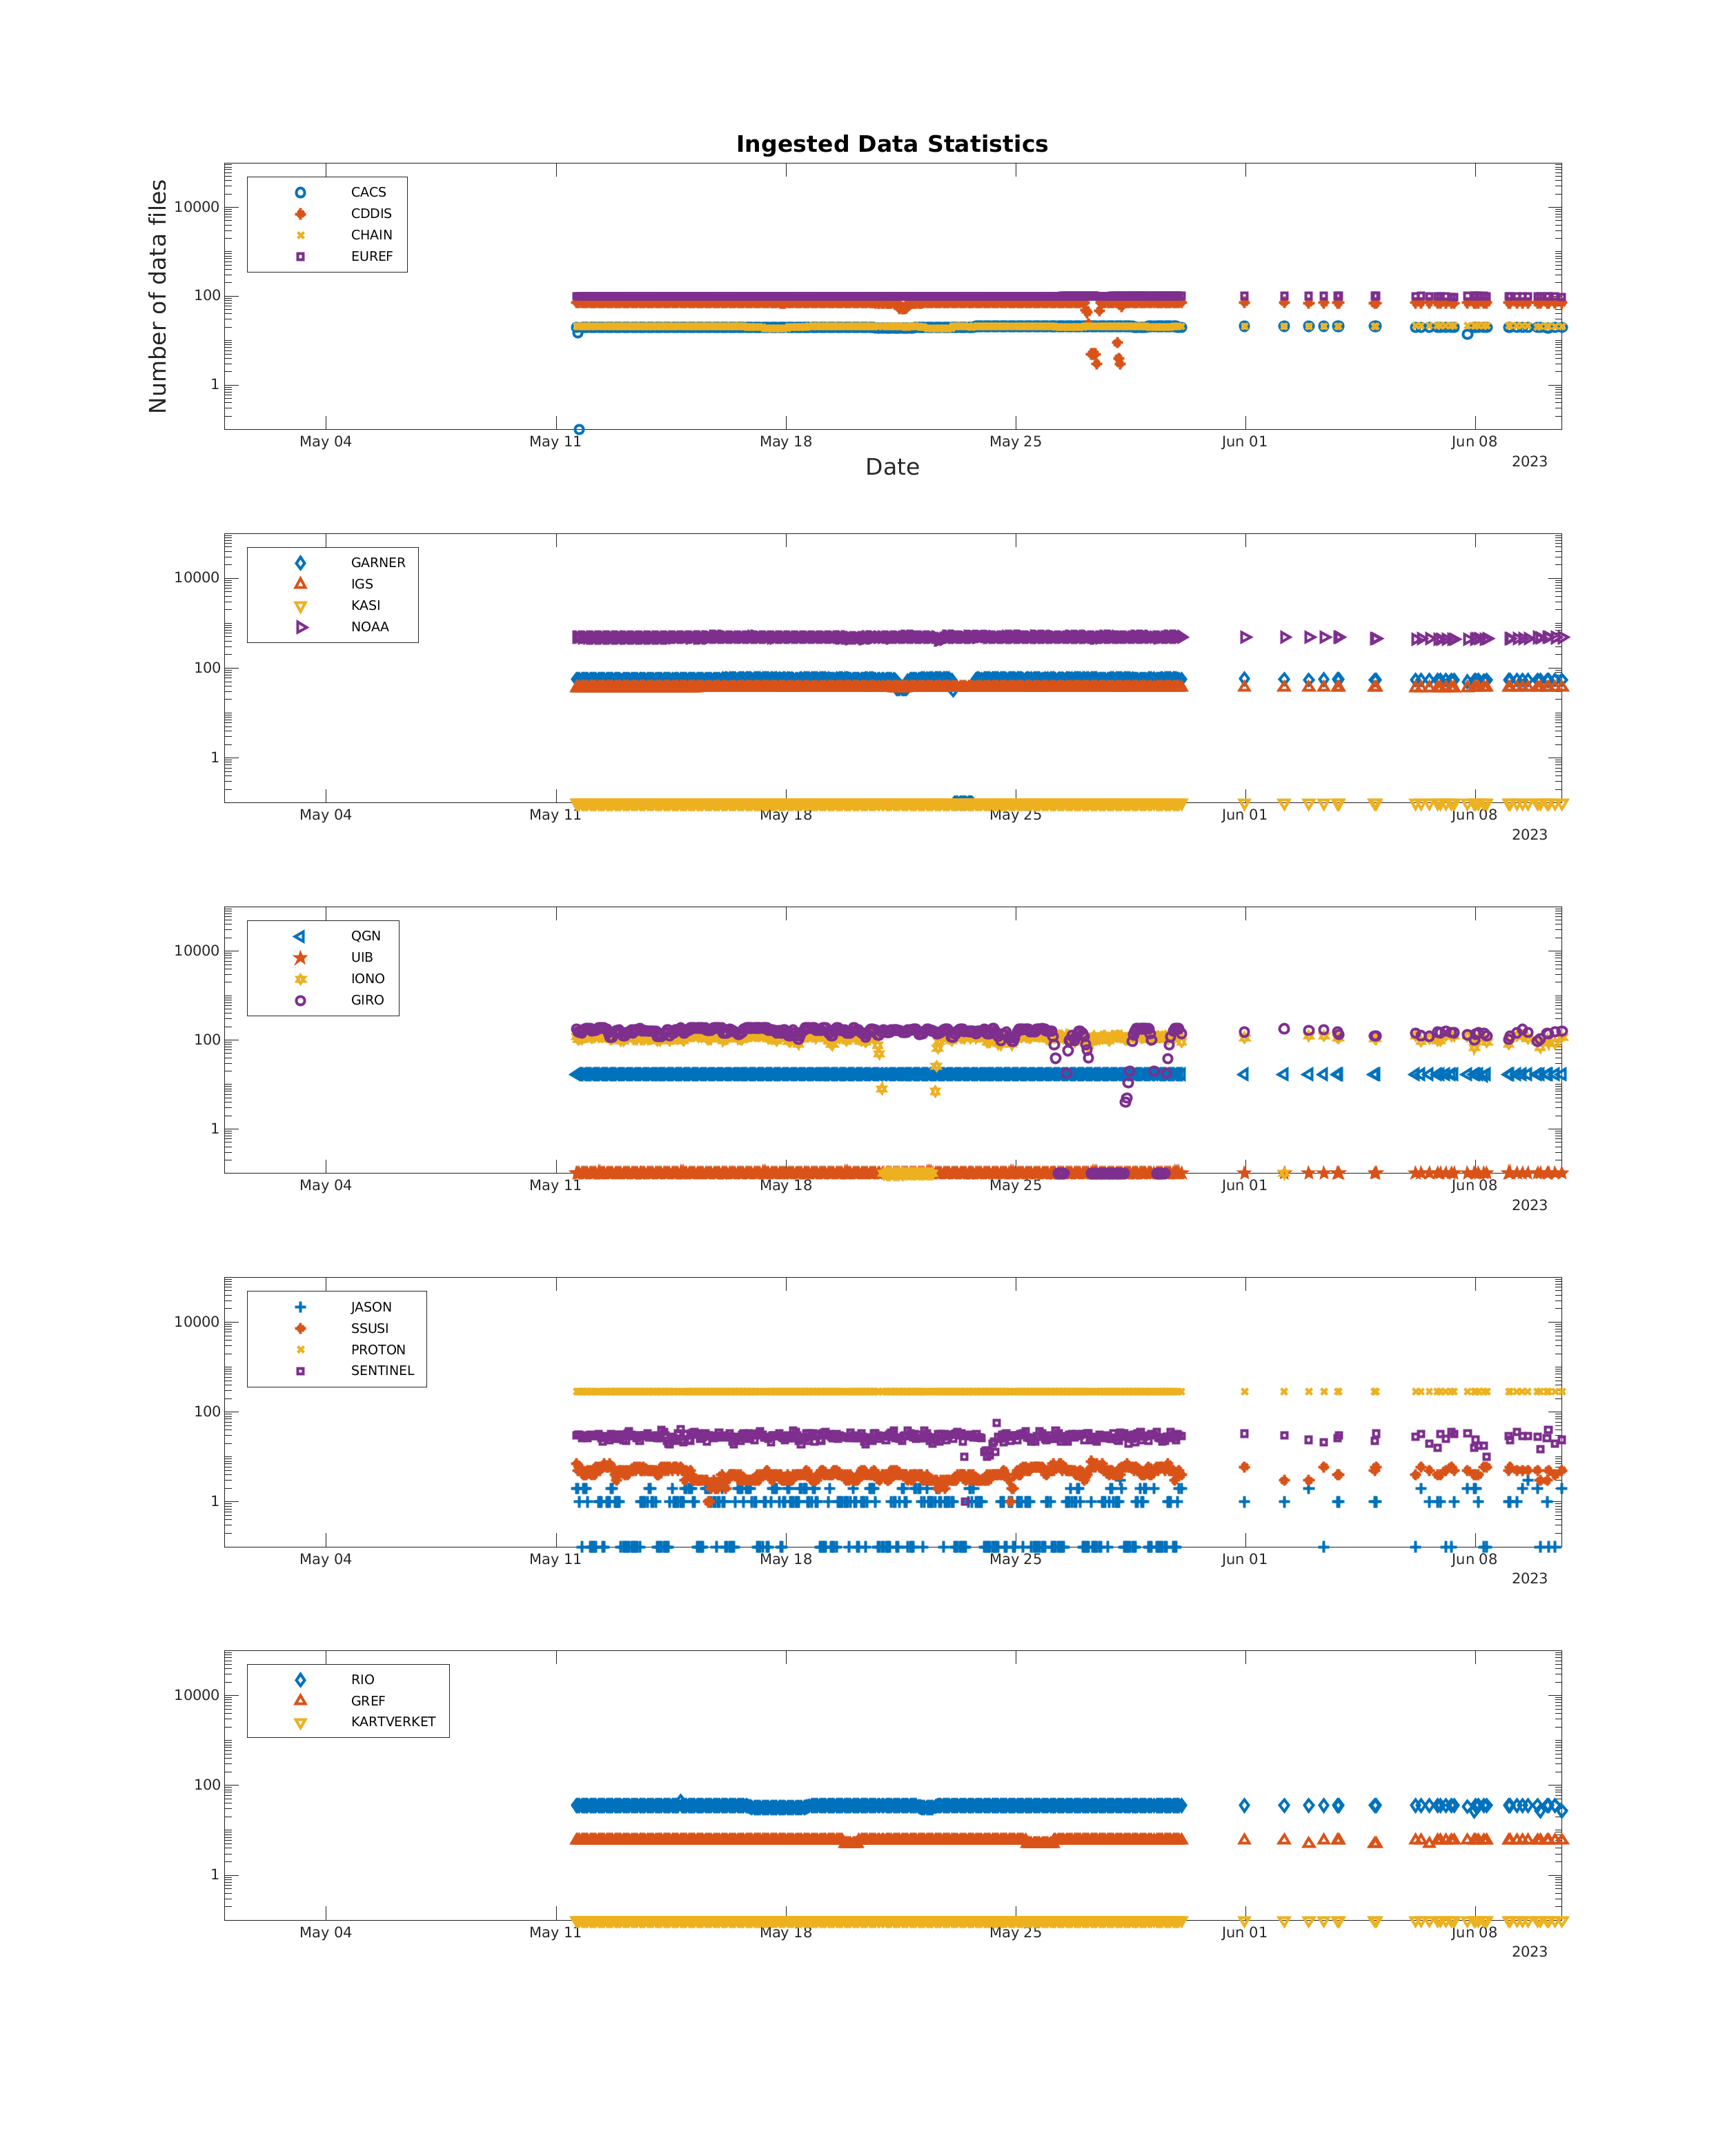 Ingested Data Statistics
Number of data files
CACS
CDDIS
CHAIN
EUREF
10000
100
1
May 04 May 11 May 18 May 25 Jun 01 Jun 08
Date
2023
GARNER
IGS
KASI
NOAA
10000
100
1
May 04 May 11 May 18 May 25 Jun 01 Jun 08
2023
QGN
UIB
IONO
GIRO
10000
100
1
May 04 May 11 May 18 May 25 Jun 01 Jun 08
2023
JASON
SSUSI
PROTON
SENTINEL
10000
100
1
May 04 May 11 May 18 May 25 Jun 01 Jun 08
2023
RIO
GREF
KARTVERKET
10000
100
1
May 04 May 11 May 18 May 25 Jun 01 Jun 08
2023